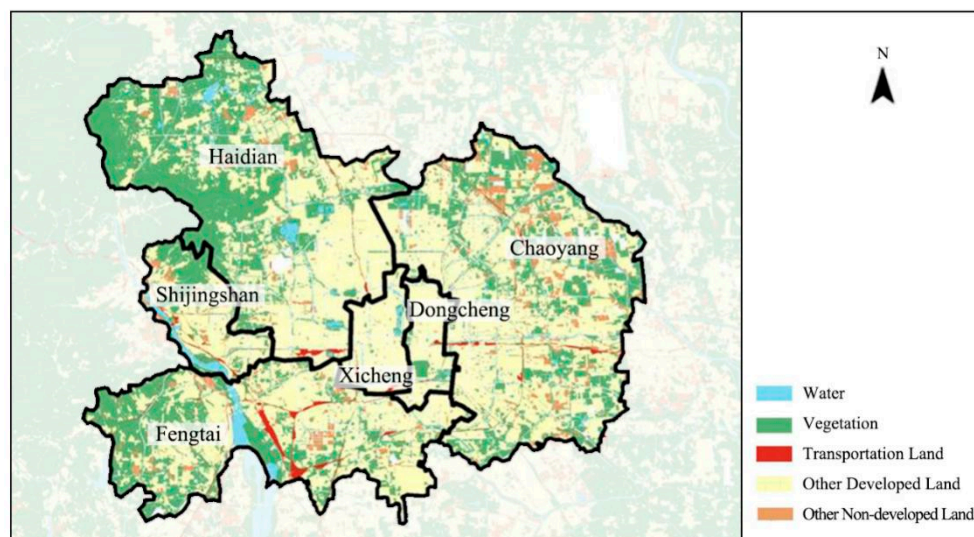 N
Haidian
Chaoyang
Shijingshan
Dongcheng
Xicheng
Fengtai
Water
Vegetation
Transportation Land
Other Developed Land
Other Non-developed Land